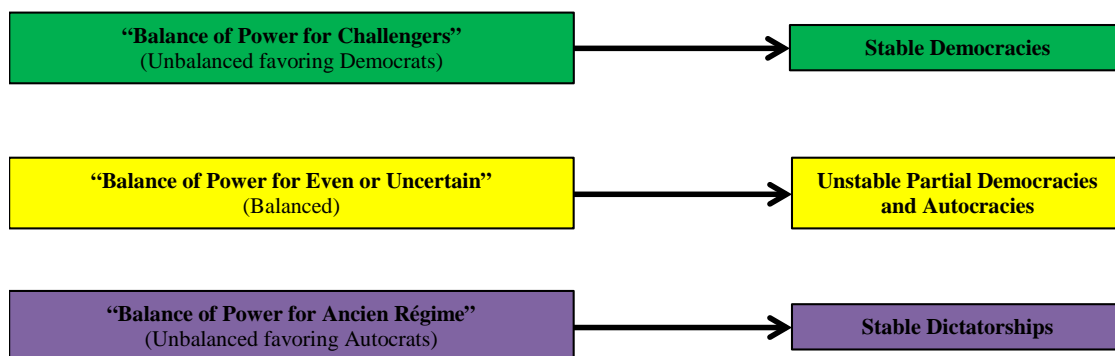 “Balance of Power for Challengers”
(Unbalanced favoring Democrats)
Stable Democracies
“Balance of Power for Even or Uncertain”
(Balanced)
Unstable Partial Democracies
and Autocracies
“Balance of Power for Ancien Régime”
(Unbalanced favoring Autocrats)
Stable Dictatorships